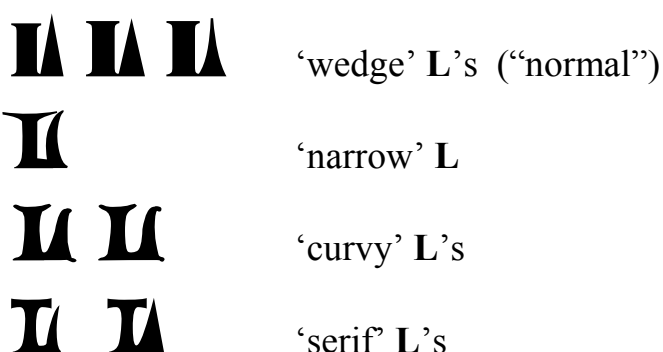 L L L ‘wedge’ L’s (“normal”)
L ‘narrow’ L
L L ‘curvy’ L’s
L L ‘serif’ L’s